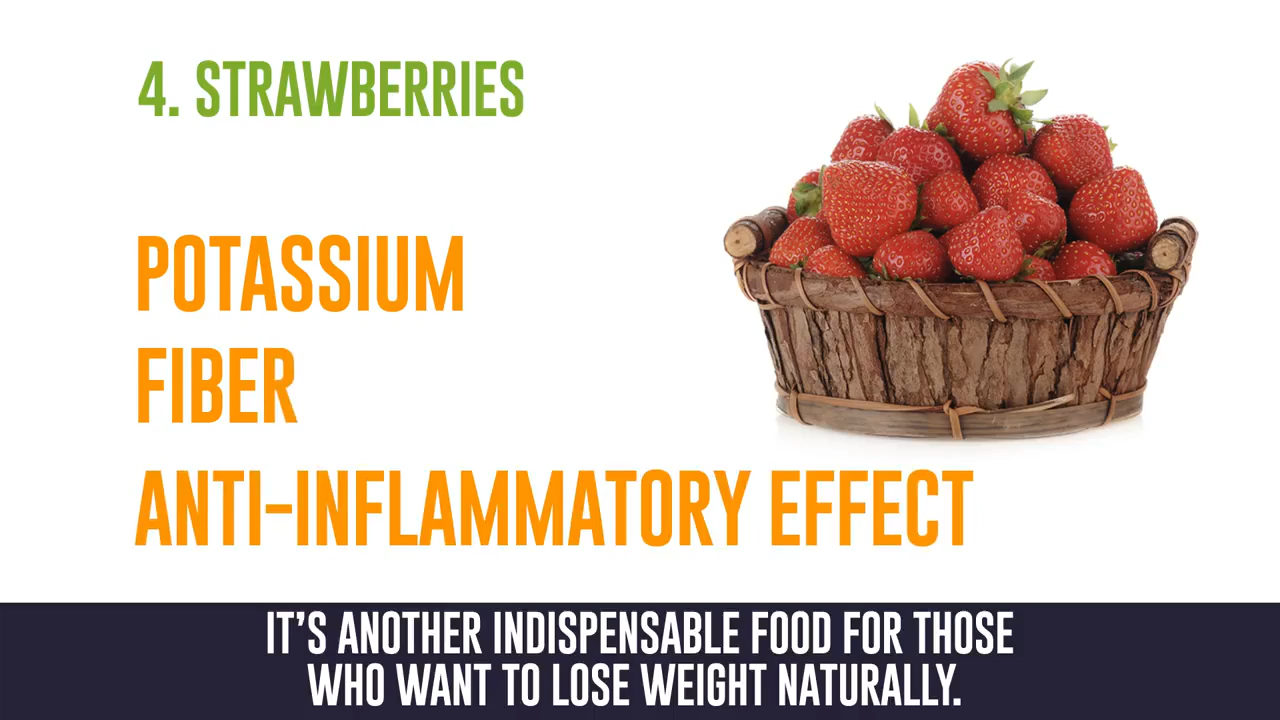 4. STRAWBERRIES
POTASSIUM
FIBER
ANTI-INFLAMMATORY EFFECT
IT’S ANOTHER INDISPENSABLE FOOD FOR THOSE
WHO WANT TO LOSE WEIGHT NATURALLY.